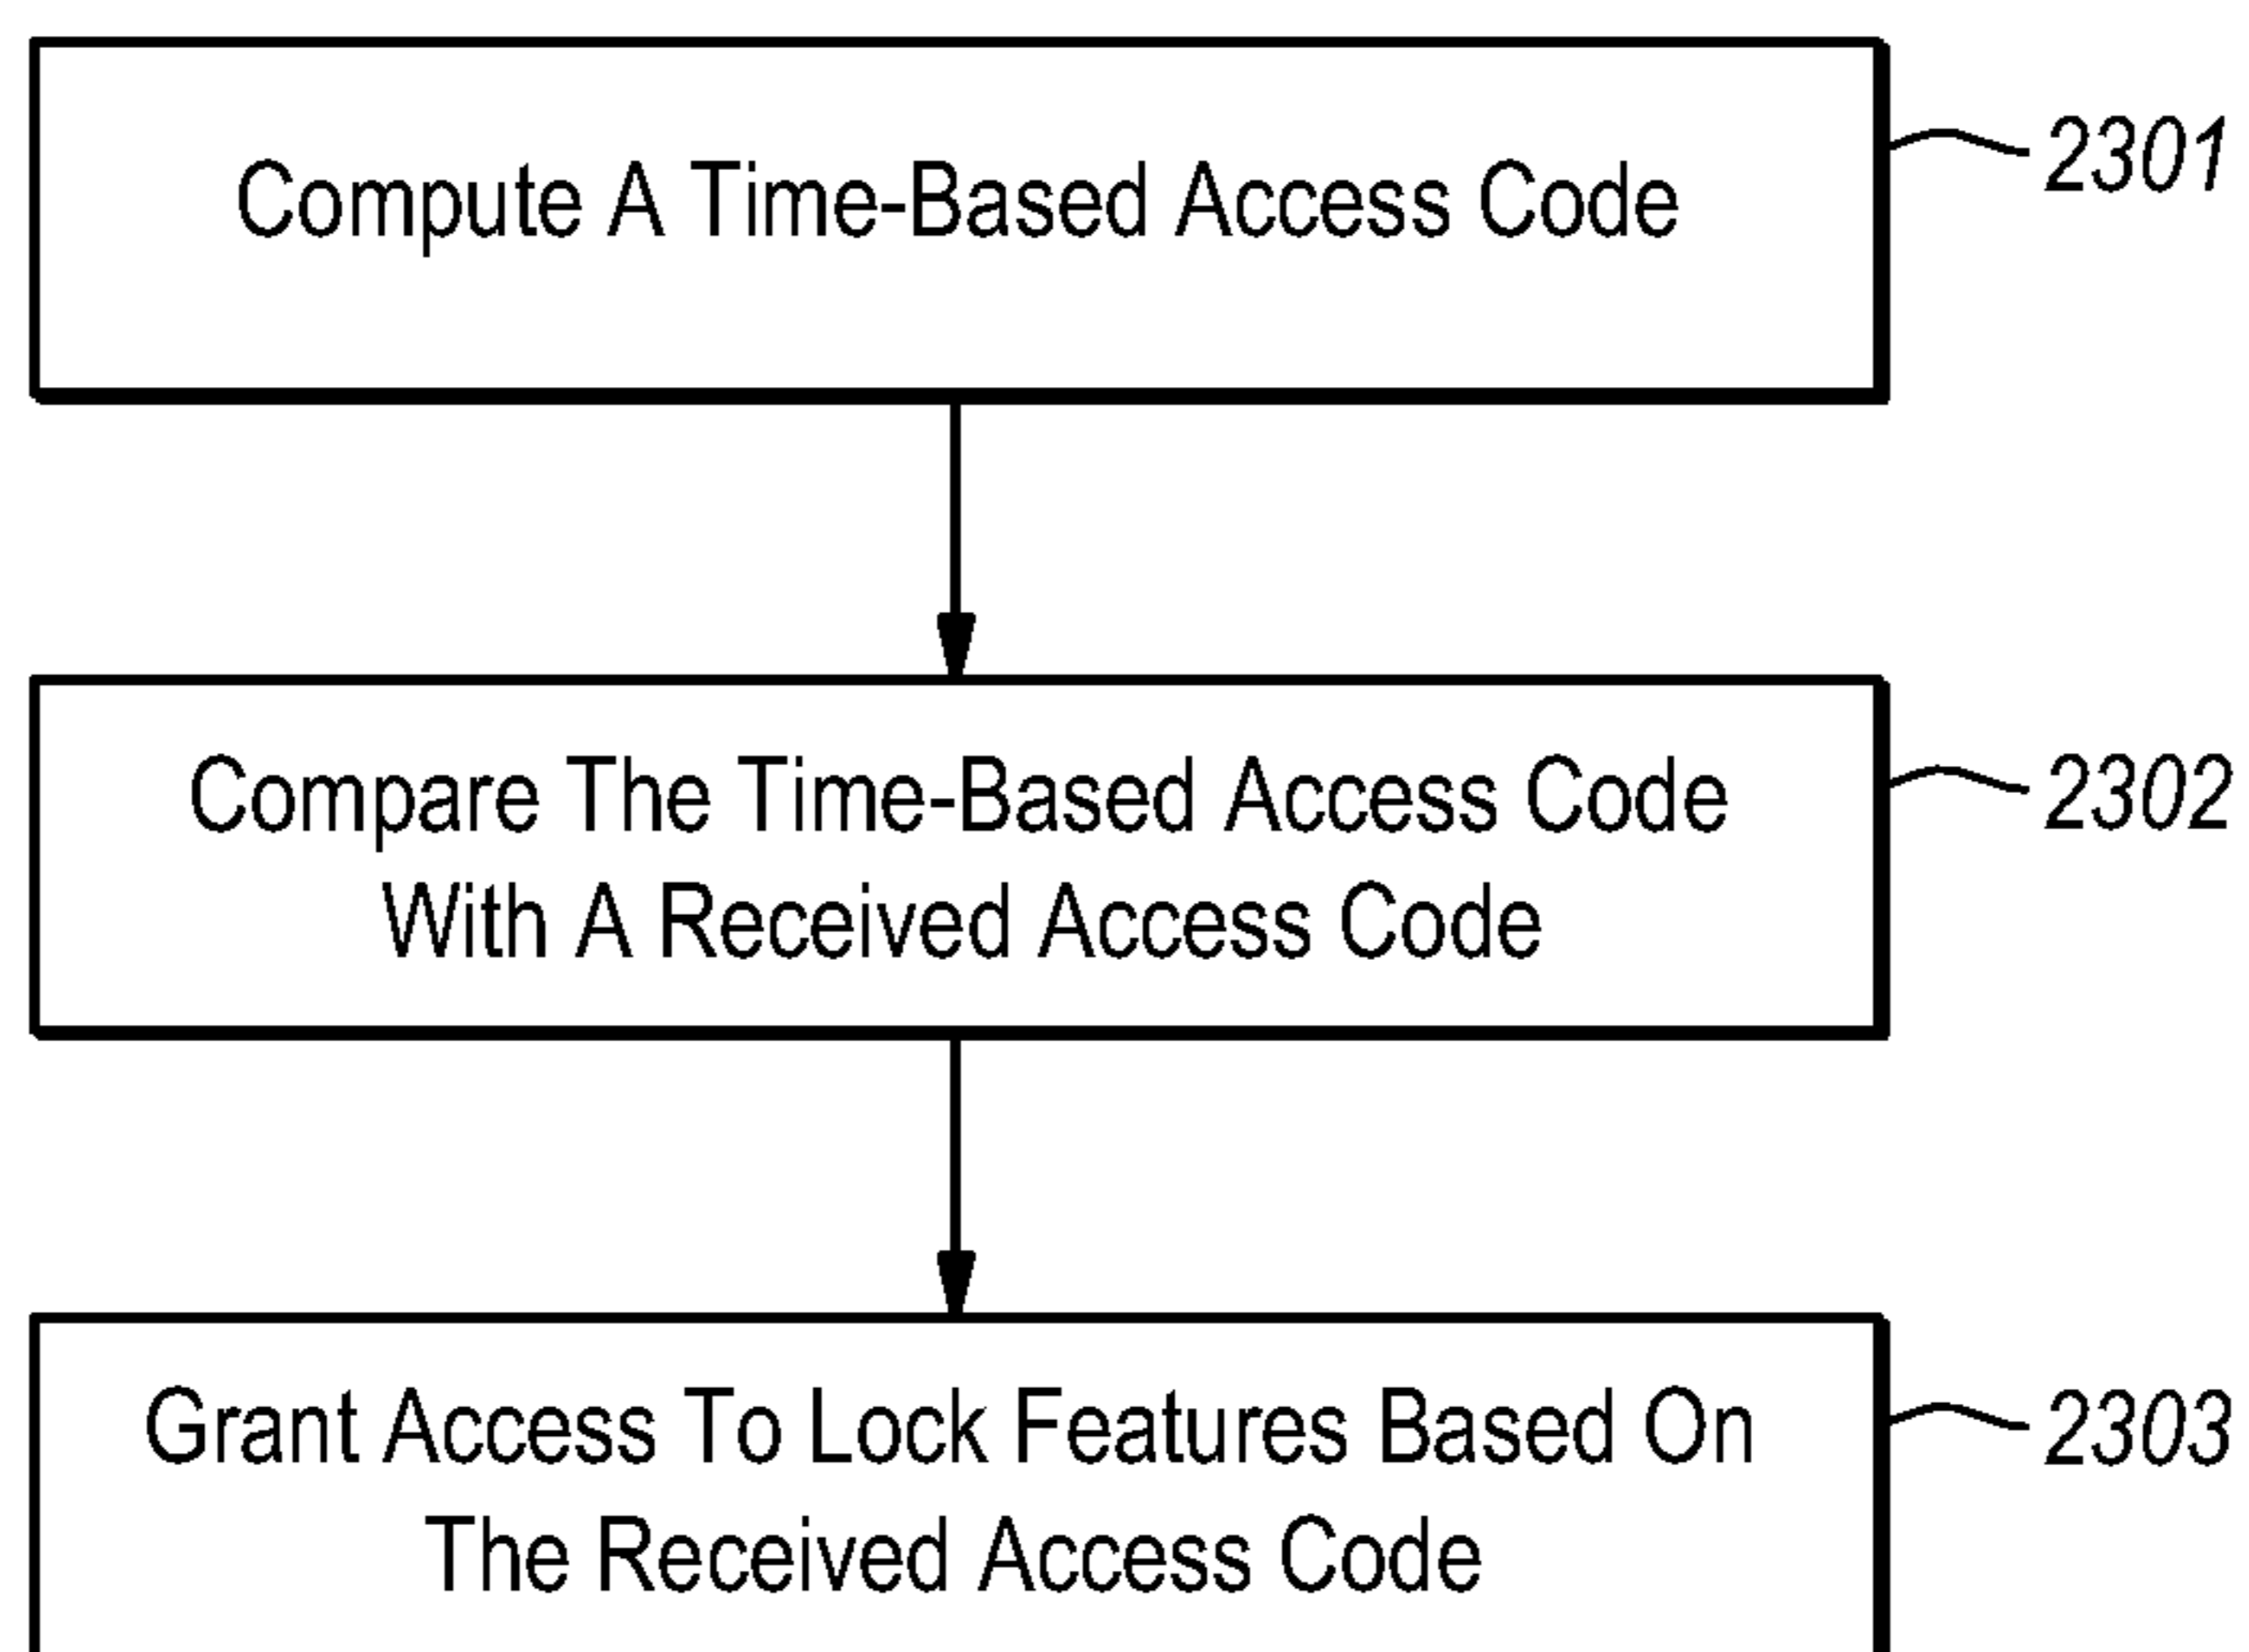 Compute A Time-Based Access Code
2301
Compare The Time-Based Access Code
With A Received Access Code
2302
Grant Access To Lock Features Based On
The Received Access Code
2303